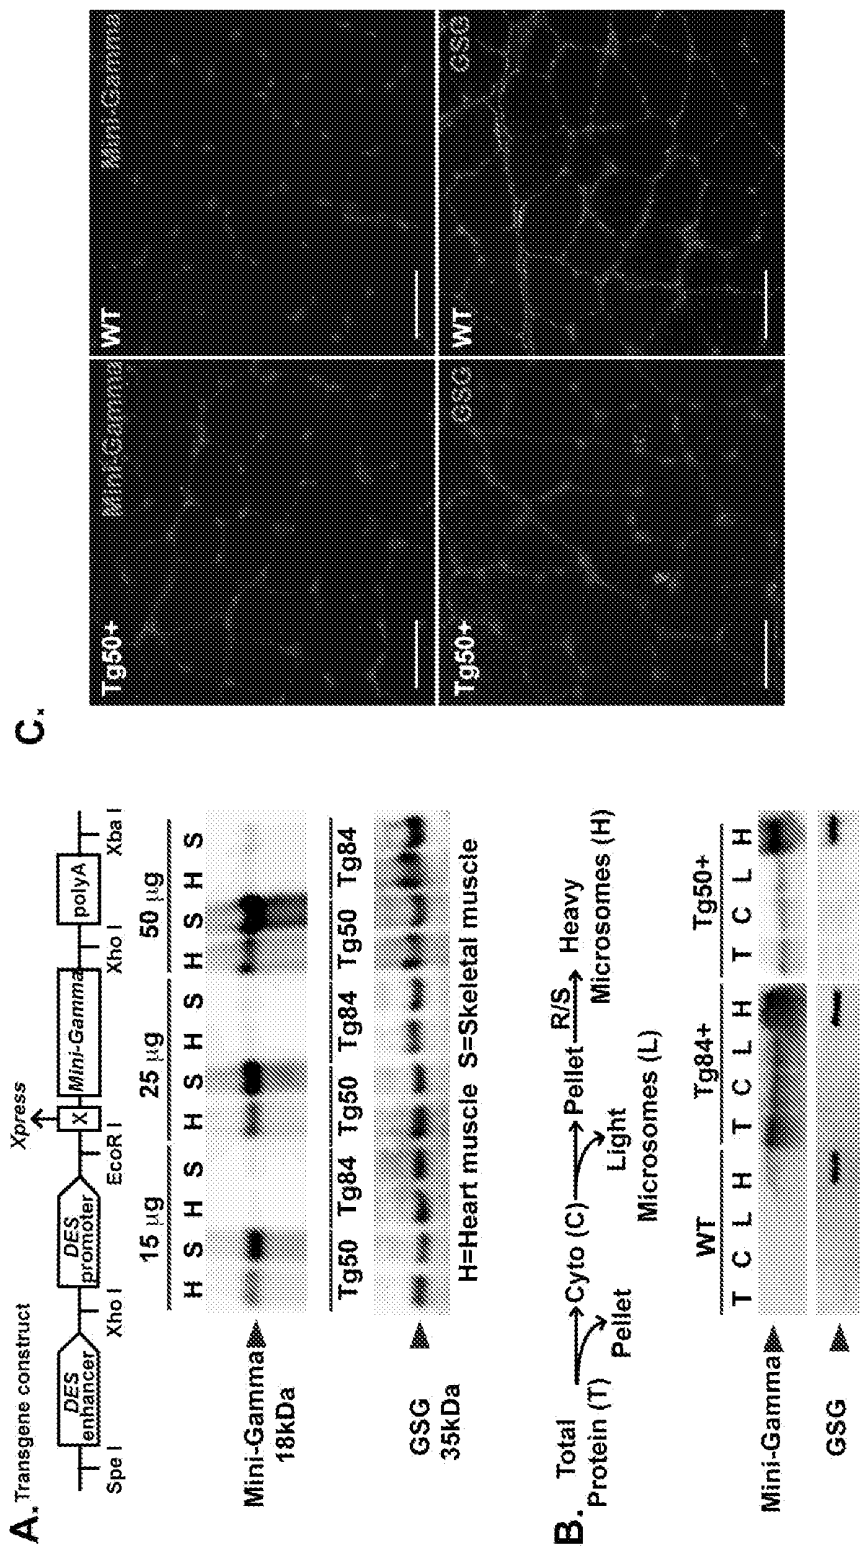 A. Transgene construct
Xpress
DES enhancer
DES promoter
X
Mini-Gamma
polyA
Spe I
Xho I
EcoR I
Xho I
Xba I
15 µg 25 µg 50 µg
H S H S H S H S H S H S
Mini-Gamma
18kDa
Tg50 Tg84 Tg50 Tg84 Tg50 Tg84
GSG
35kDa
H=Heart muscle S=Skeletal muscle
B.
Total
Protein (T)
Cyto (C)
Pellet
R/S
Heavy
Microsomes (H)
Pellet
Light
Microsomes (L)
WT Tg84+ Tg50+
T C L H T C L H T C L H
Mini-Gamma
GSG
C.
Tg50+ Mini-Gamma
WT Mini-Gamma
Tg50+ GSG
WT GSG